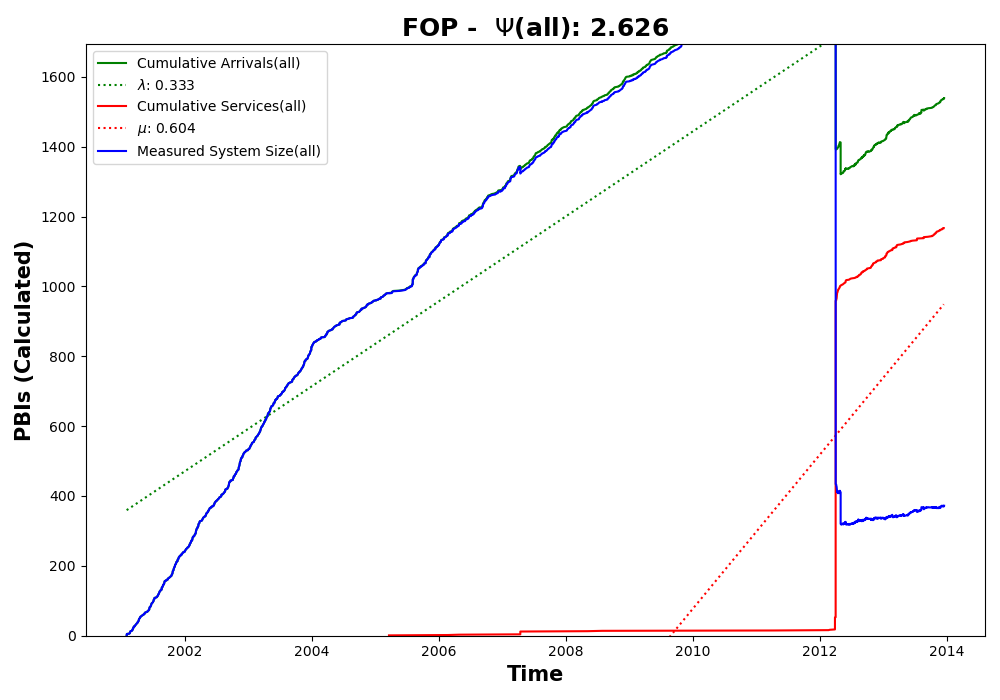 FOP - Ψ(all): 2.626
Cumulative Arrivals(all)
λ: 0.333
Cumulative Services(all)
μ: 0.604
Measured System Size(all)
PBIs (Calculated)
1600
1400
1200
1000
800
600
400
200
0
2002 2004 2006 2008 2010 2012 2014
Time